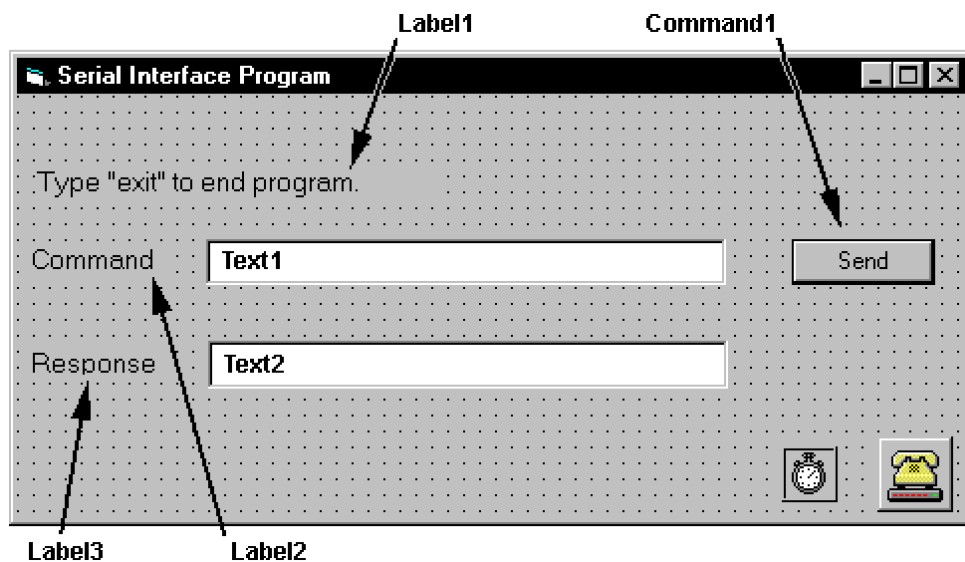 Label1 Command1
Serial Interface Program
Type "exit" to end program.
Command Text1 Send
Response Text2
Label3 Label2